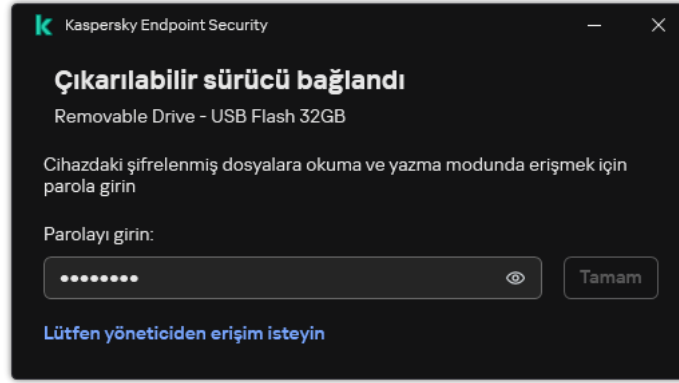 Kaspersky Endpoint Security
Çıkarılabilir sürücü bağlandı
Removable Drive - USB Flash 32GB
Cihazdaki şifrelenmiş dosyalara okuma ve yazma modunda erişmek için
parola girin
Parolayı girin:
••••••••
Tamam
Lütfen yöneticiden erişim isteyin